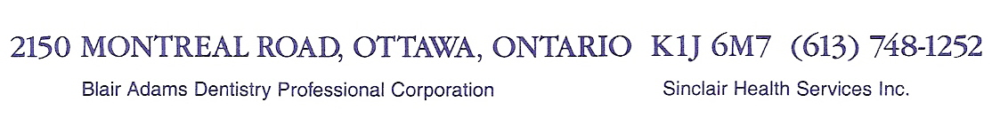 2150 MONTREAL ROAD, OTTAWA, ONTARIO K1J 6M7 (613) 748-1252
Blair Adams Dentistry Professional Corporation Sinclair Health Services Inc.